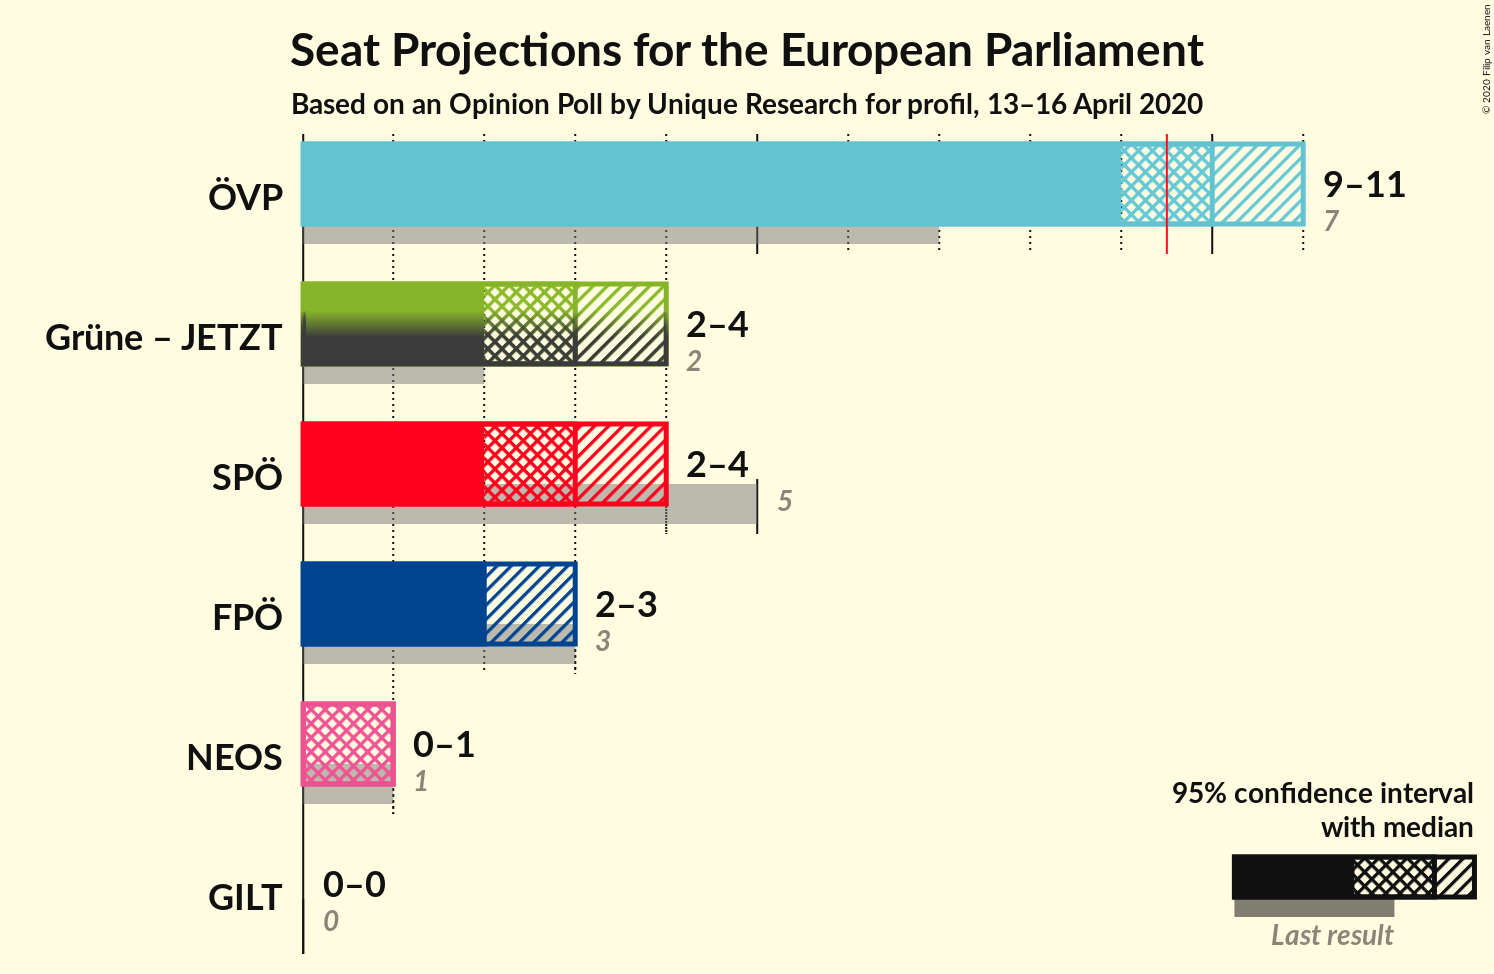 Seat Projections for the European Parliament
Based on an Opinion Poll by Unique Research for profil, 13–16 April 2020
© 2020 Filip van Laenen
ÖVP
9–11
7
Grüne – JETZT
2–4
2
SPÖ
2–4
5
FPÖ
2–3
3
NEOS
0–1
1
GILT
0–0
0
95% confidence interval
with median
Last result